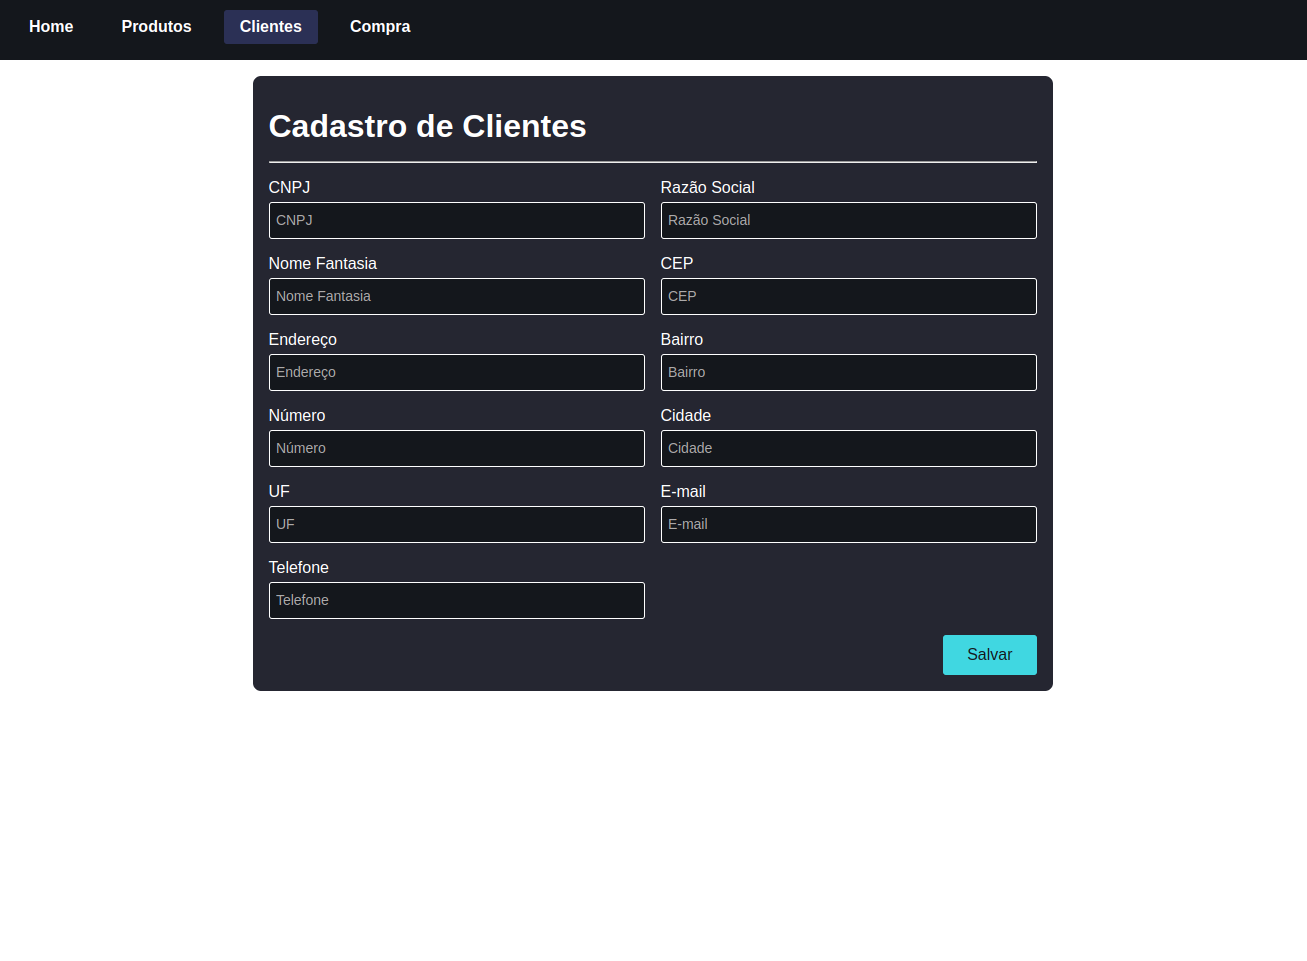 Home Produtos Clientes Compra
Cadastro de Clientes
CNPJ Razão Social
CNPJ Razão Social
Nome Fantasia CEP
Nome Fantasia CEP
Endereço Bairro
Endereço Bairro
Número Cidade
Número Cidade
UF E-mail
UF E-mail
Telefone
Telefone
Salvar